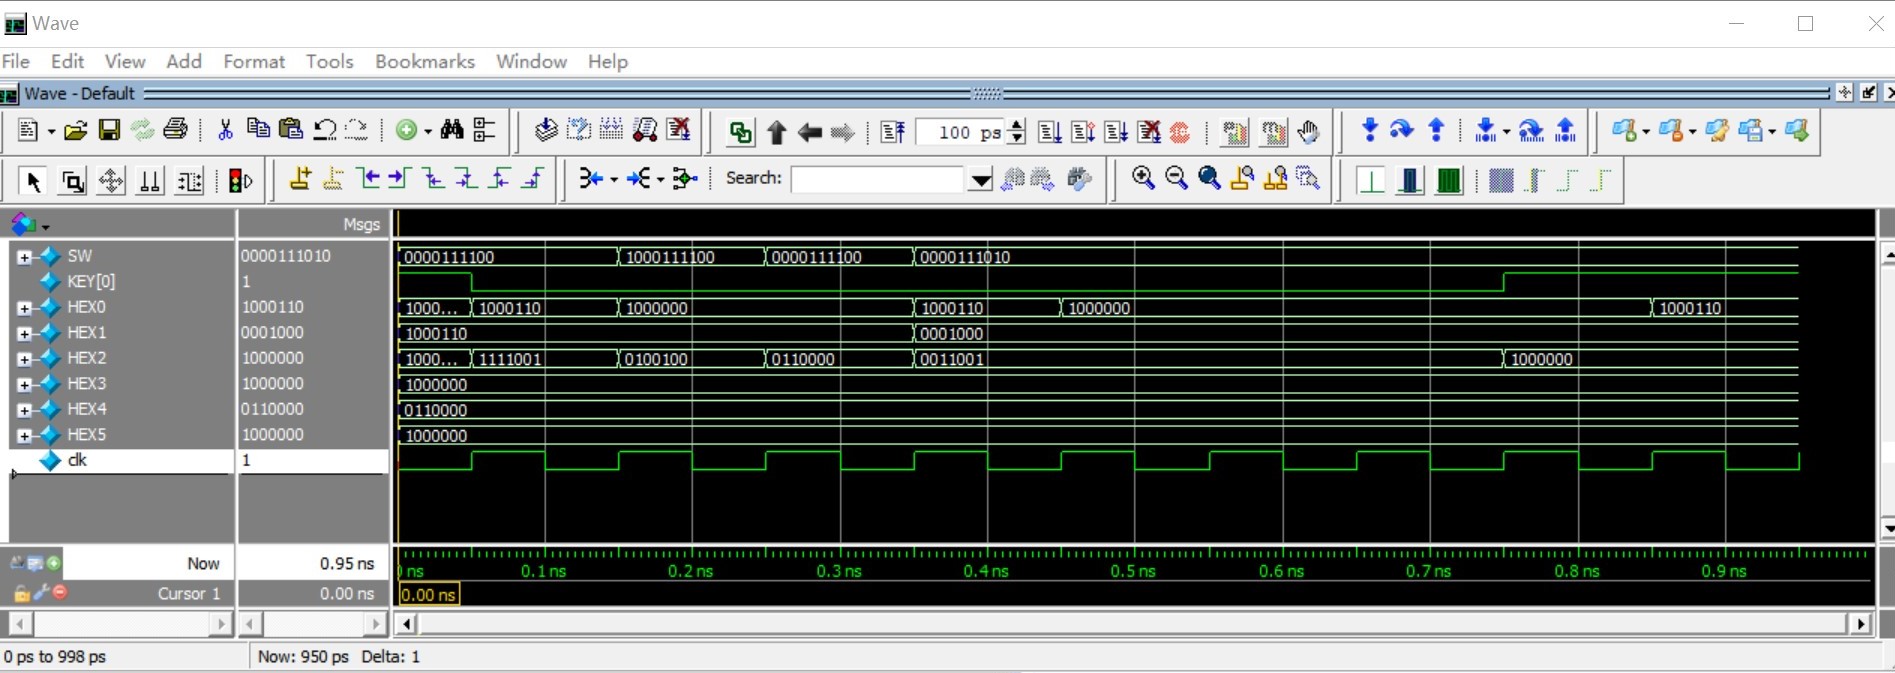 Wave
File Edit View Add Format Tools Bookmarks Window Help
Wave - Default
100 ps
Search:
Msgs
SW 0000111010 0000111100 1000111100 0000111100 0000111010
KEY[0] 1
HEX0 1000110 1000... 1000110 1000000 1000110 1000000 1000110
HEX1 0001000 1000110 0001000
HEX2 1000000 1000... 1111001 0100100 0110000 0011001 1000000
HEX3 1000000 1000000
HEX4 0110000 0110000
HEX5 1000000 1000000
clk 1
Now 0.95 ns ns 0.1 ns 0.2 ns 0.3 ns 0.4 ns 0.5 ns 0.6 ns 0.7 ns 0.8 ns 0.9 ns
Cursor 1 0.00 ns 0.00 ns
0 ps to 998 ps Now: 950 ps Delta: 1